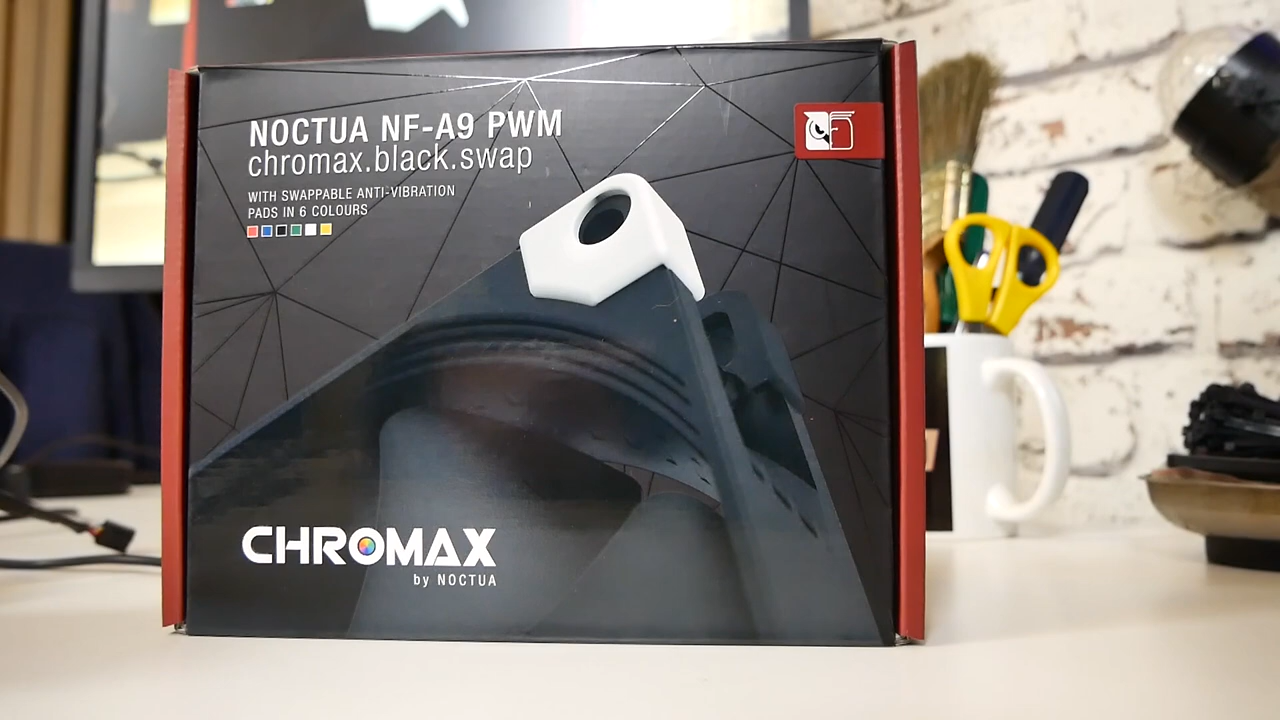 NOCTUA NF-A9 PWM
chromax.black.swap
WITH SWAPPABLE ANTI-VIBRATION
PADS IN 6 COLOURS
CHROMAX
by NOCTUA